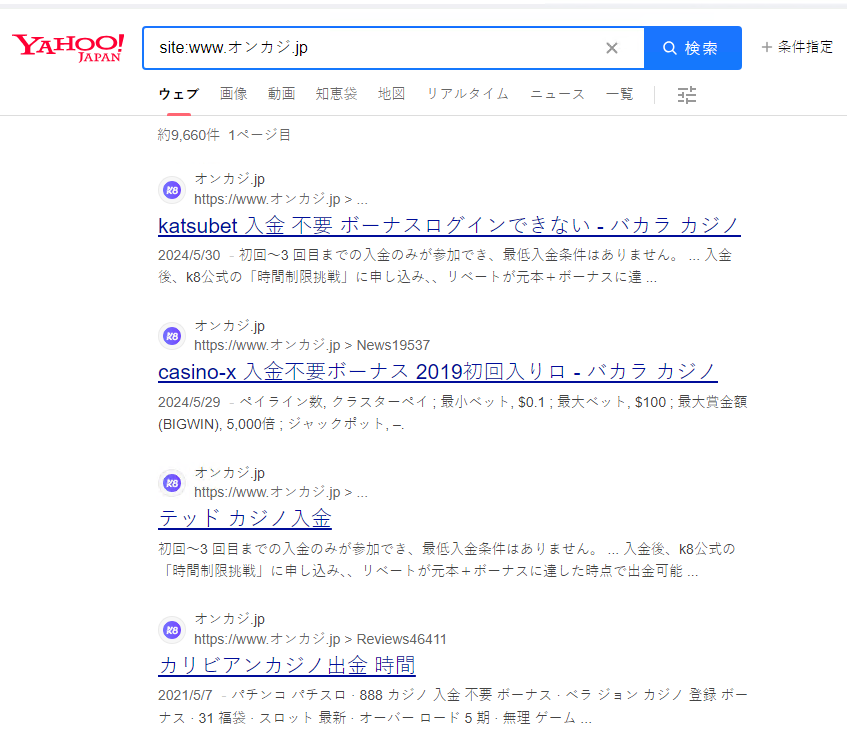 YAHOO!
JAPAN
site:www.オンカジ.jp
検索
条件指定
ウェブ 画像 動画 知恵袋 地図 リアルタイム ニュース 一覧
約9,660件 1ページ目
k8
オンカジ.jp
https://www.オンカジ.jp > ...
katsubet 入金 不要 ボーナスログインできない - バカラ カジノ
2024/5/30 - 初回～3 回目までの入金のみが参加でき、最低入金条件はありません。 ... 入金
後、k8公式の「時間制限挑戦」に申し込み、、リベートが元本＋ボーナスに達 ...
k8
オンカジ.jp
https://www.オンカジ.jp > News19537
casino-x 入金不要ボーナス 2019初回入り口 - バカラ カジノ
2024/5/29 - ペイライン数, クラスターペイ ; 最小ベット, $0.1 ; 最大ベット, $100 ; 最大賞金額
(BIGWIN), 5,000倍 ; ジャックポット, –.
k8
オンカジ.jp
https://www.オンカジ.jp > ...
テッド カジノ入金
初回～3 回目までの入金のみが参加でき、最低入金条件はありません。 ... 入金後、k8公式の
「時間制限挑戦」に申し込み、、リベートが元本＋ボーナスに達した時点で出金可能 ...
k8
オンカジ.jp
https://www.オンカジ.jp > Reviews46411
カリビアンカジノ出金 時間
2021/5/7 - パチンコ パチスロ · 888 カジノ 入金 不要 ボーナス · ベラ ジョン カジノ 登録 ボー
ナス · 31 福袋 · スロット 最新 · オーバー ロード 5 期 · 無理 ゲーム ...